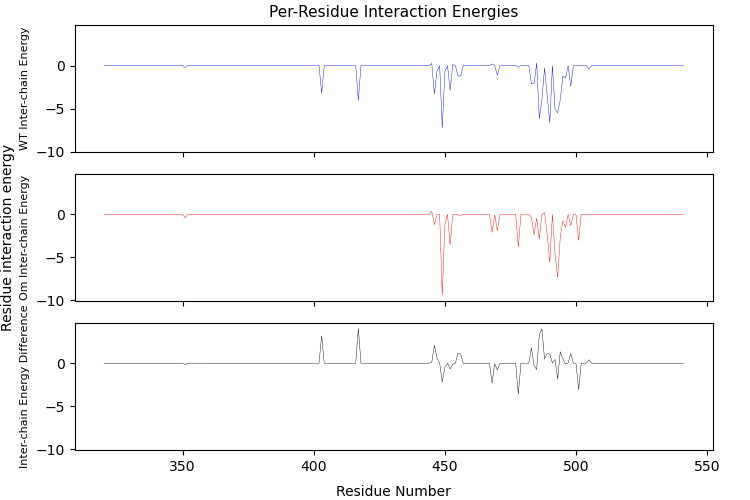 Per-Residue Interaction Energies
Residue interaction energy
WT Inter-chain Energy
0
−5
−10
Om Inter-chain Energy
0
−5
−10
Inter-chain Energy Difference
0
−5
−10
350 400 450 500 550
Residue Number